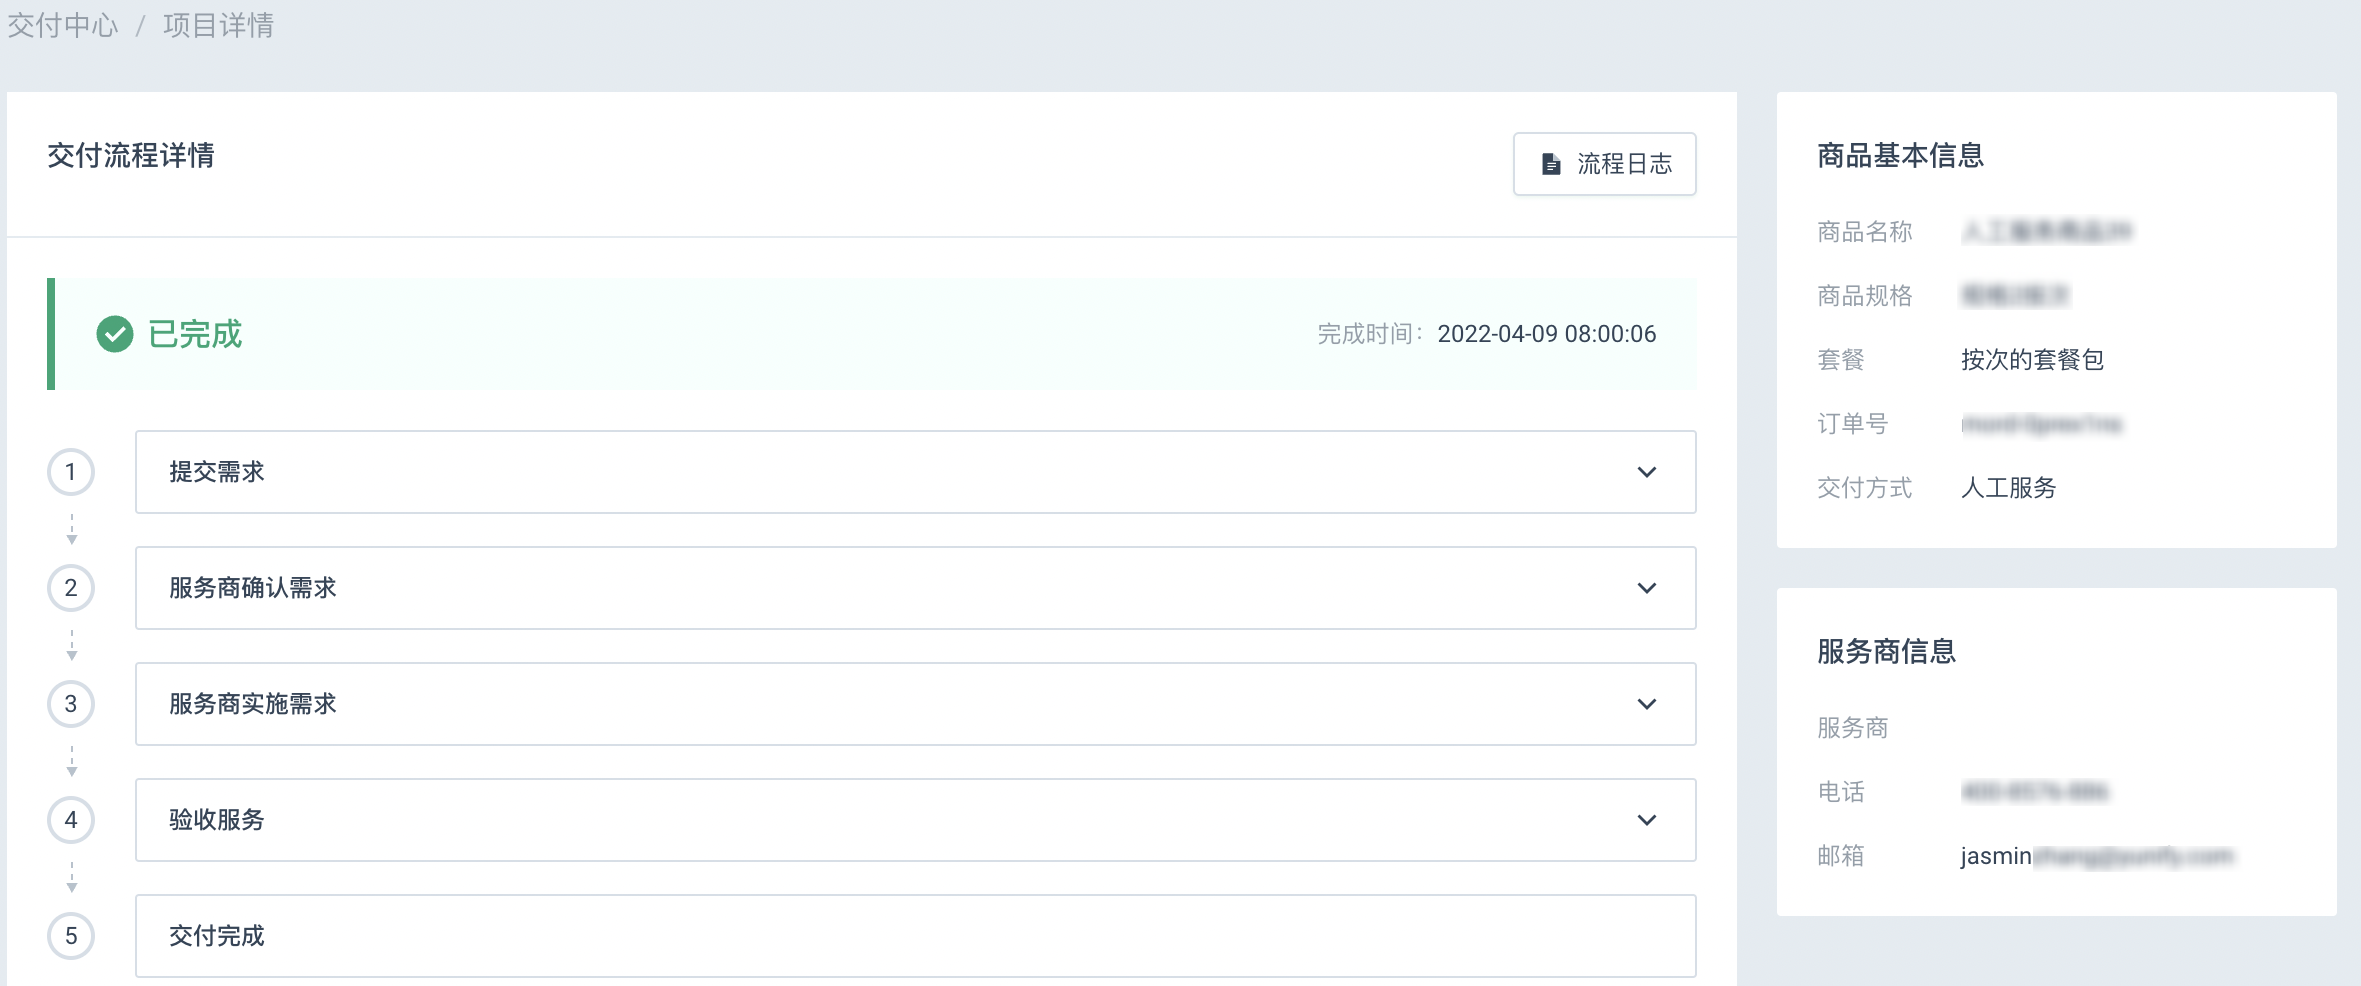 交付中心 / 项目详情
交付流程详情
流程日志
已完成
完成时间：2022-04-09 08:00:06
1 提交需求
2 服务商确认需求
3 服务商实施需求
4 验收服务
5 交付完成
商品基本信息
商品名称
商品规格
套餐 按次的套餐包
订单号
交付方式 人工服务
服务商信息
服务商
电话
邮箱 jasmin